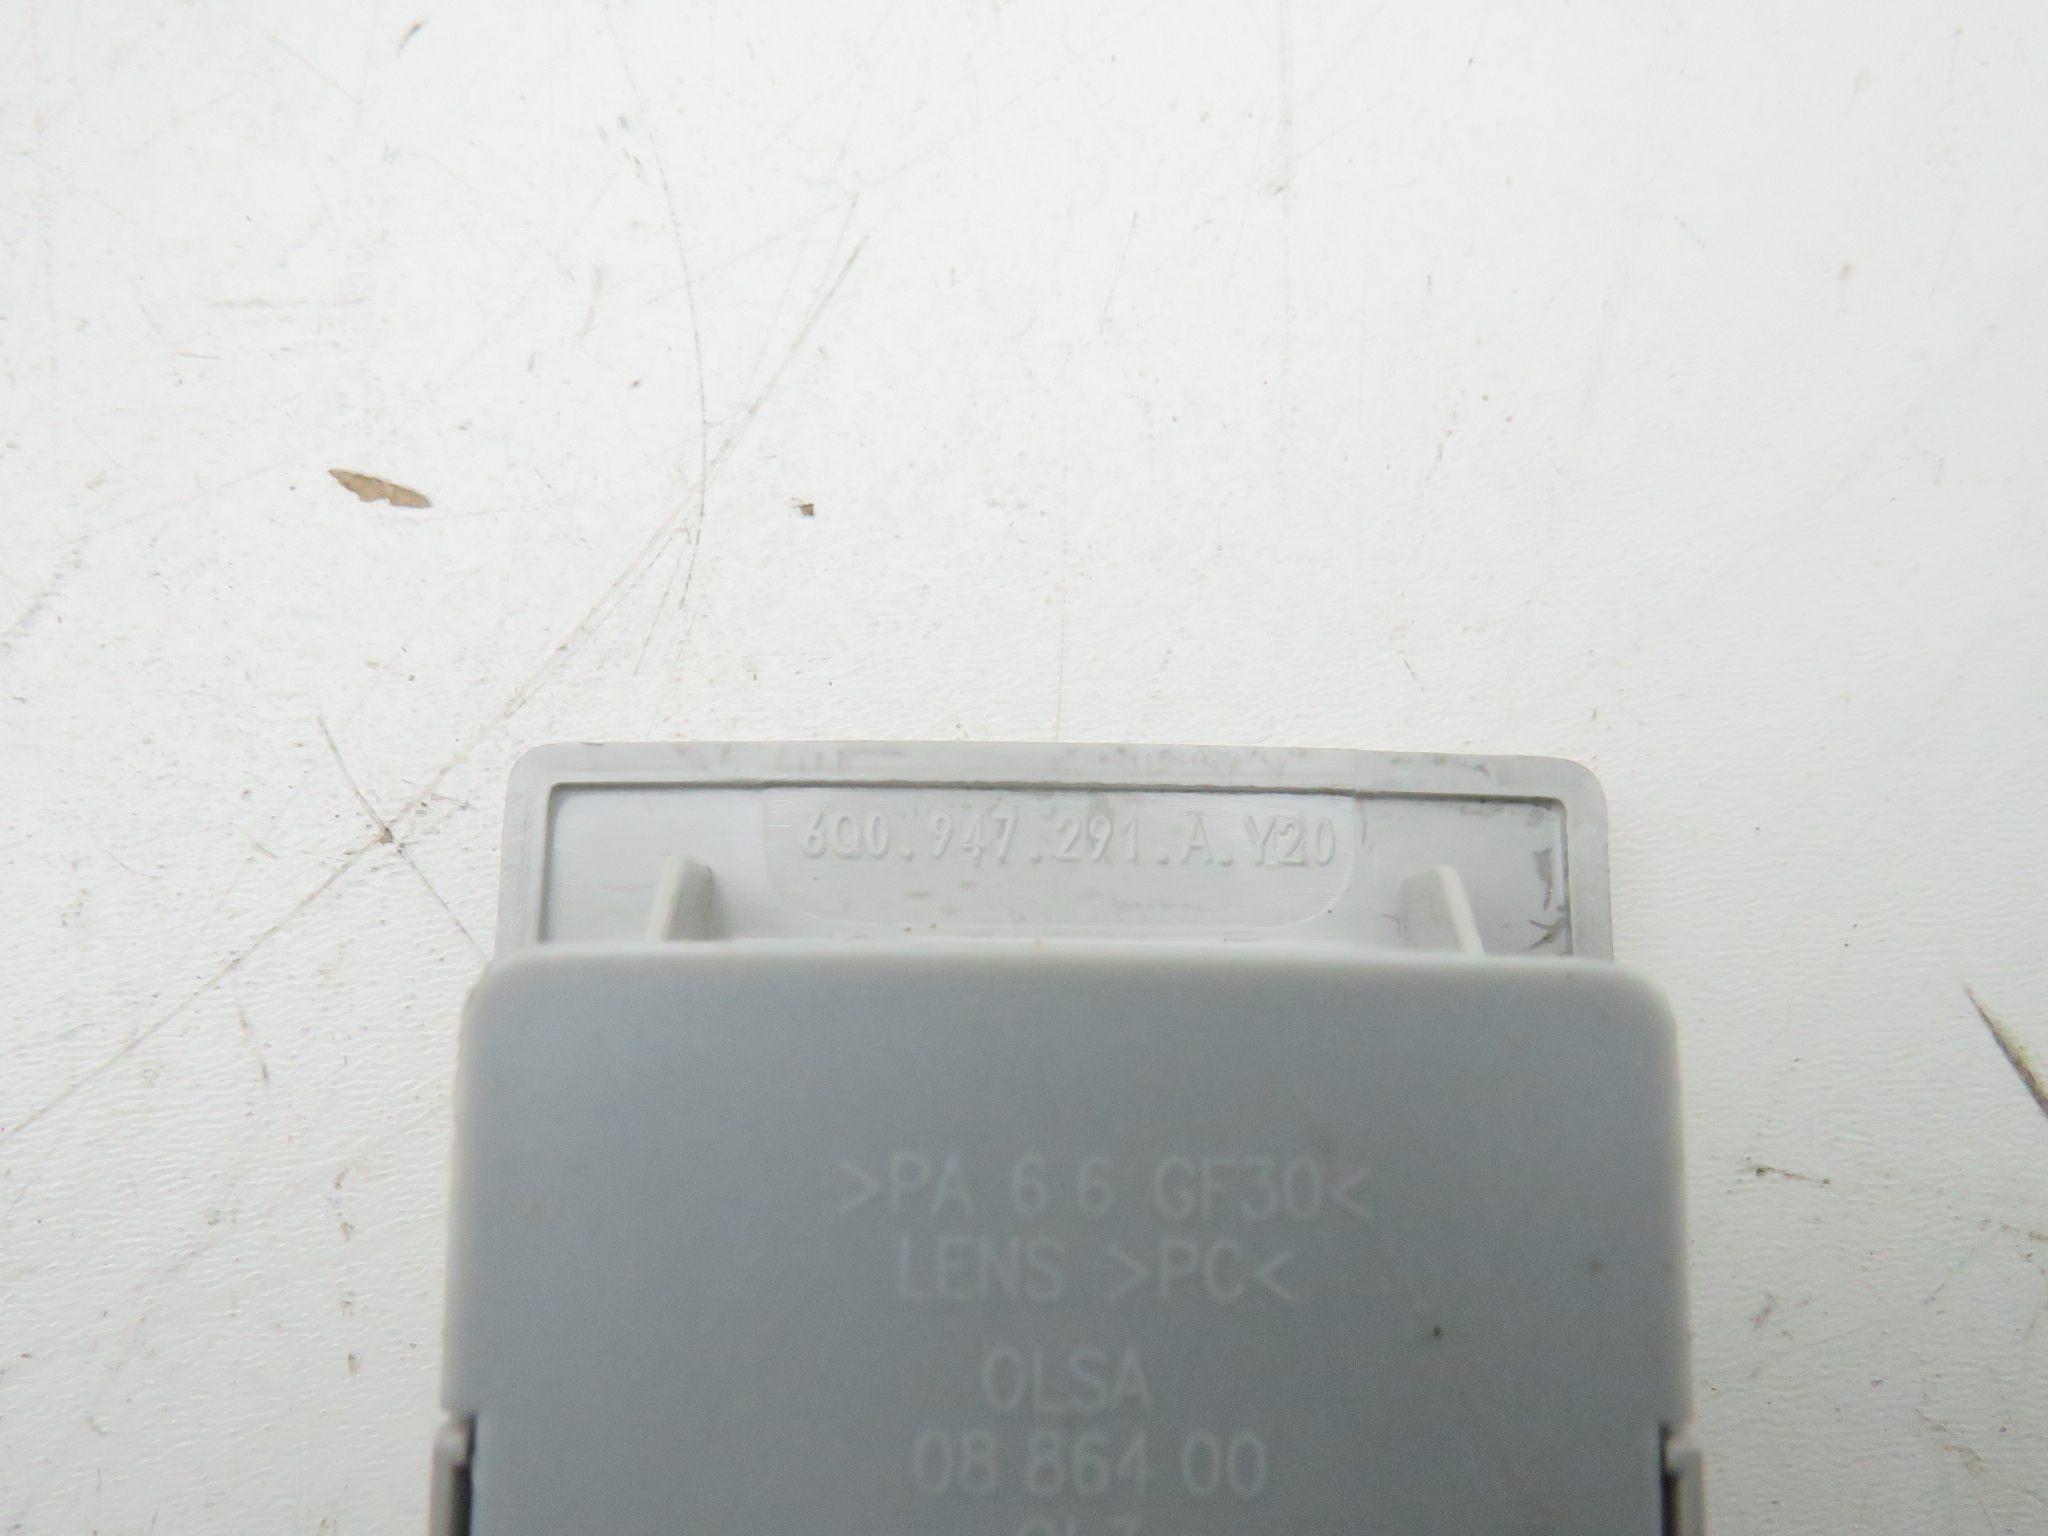 6Q0.947.291.A.Y20
>PA 6 6 GF30<
LENS >PC<
OLSA
08 864 00